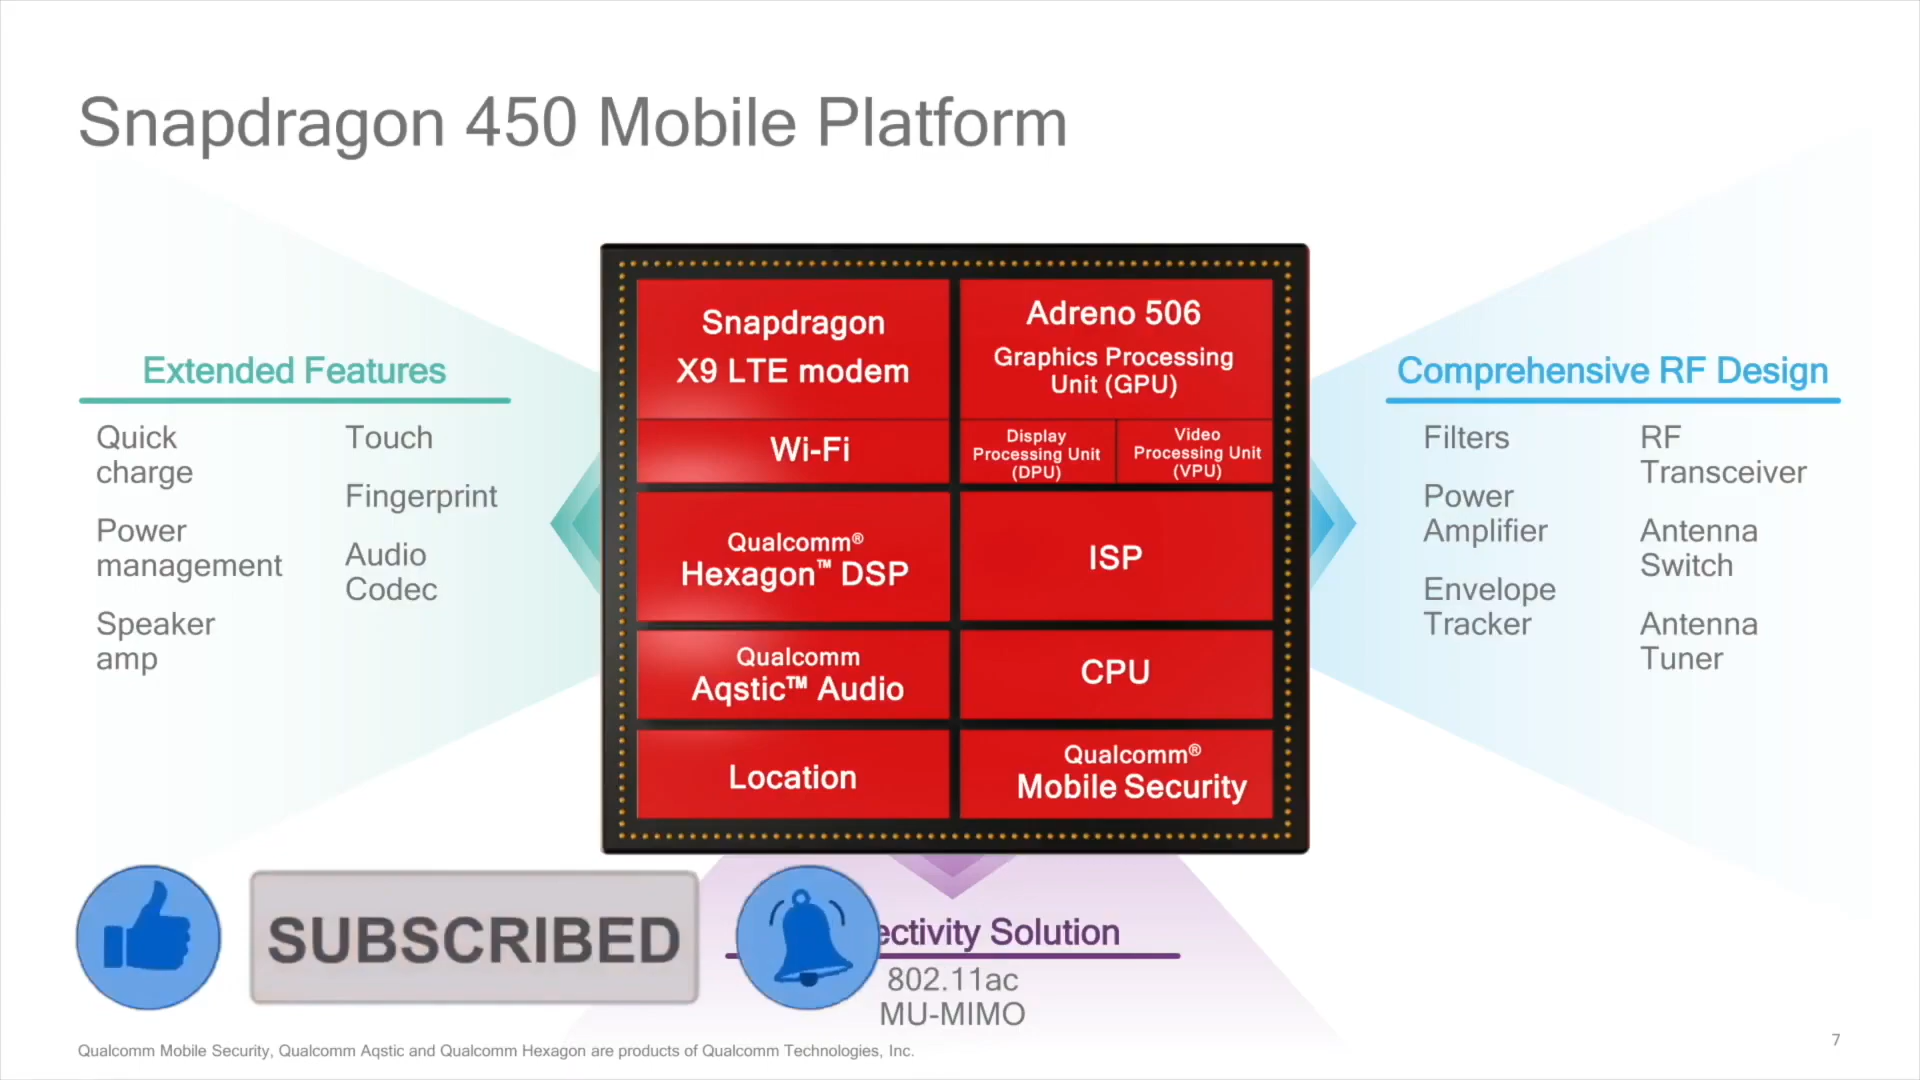 Snapdragon 450 Mobile Platform
Extended Features
Quick
charge
Power
management
Speaker
amp
Touch
Fingerprint
Audio
Codec
Snapdragon
X9 LTE modem
Wi-Fi
Qualcomm®
Hexagon™ DSP
Qualcomm
Aqstic™ Audio
Location
Adreno 506
Graphics Processing
Unit (GPU)
Display
Processing Unit
(DPU)
Video
Processing Unit
(VPU)
ISP
CPU
Qualcomm®
Mobile Security
Comprehensive RF Design
Filters
Power
Amplifier
Envelope
Tracker
RF
Transceiver
Antenna
Switch
Antenna
Tuner
SUBSCRIBED
Solution
802.11ac
MU-MIMO
Qualcomm Mobile Security, Qualcomm Aqstic and Qualcomm Hexagon are products of Qualcomm Technologies, Inc.
7